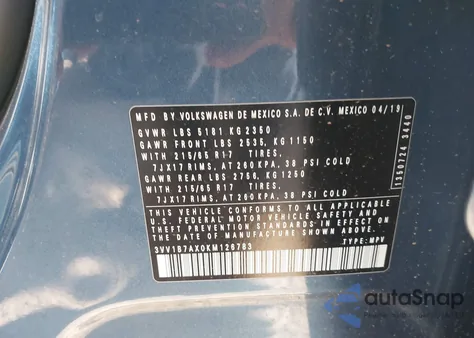 MFD BY VOLKSWAGEN DE MEXICO S.A. DE C.V. MEXICO 04/19
GVWR LBS 5181 KG 2350
GAWR FRONT LBS 2535, KG 1150
WITH 215/65 R17 TIRES,
7JX17 RIMS, AT 260 KPA, 38 PSI COLD
GAWR REAR LBS 2756, KG 1250
WITH 215/65 R17 TIRES,
7JX17 RIMS, AT 260 KPA, 38 PSI COLD
THIS VEHICLE CONFORMS TO ALL APPLICABLE
U.S. FEDERAL MOTOR VEHICLE SAFETY AND
THEFT PREVENTION STANDARDS IN EFFECT ON
THE DATE OF MANUFACTURE SHOWN ABOVE.
3VV1B7AX0KM126783 TYPE: MPV
1350724 3440
autoSnap